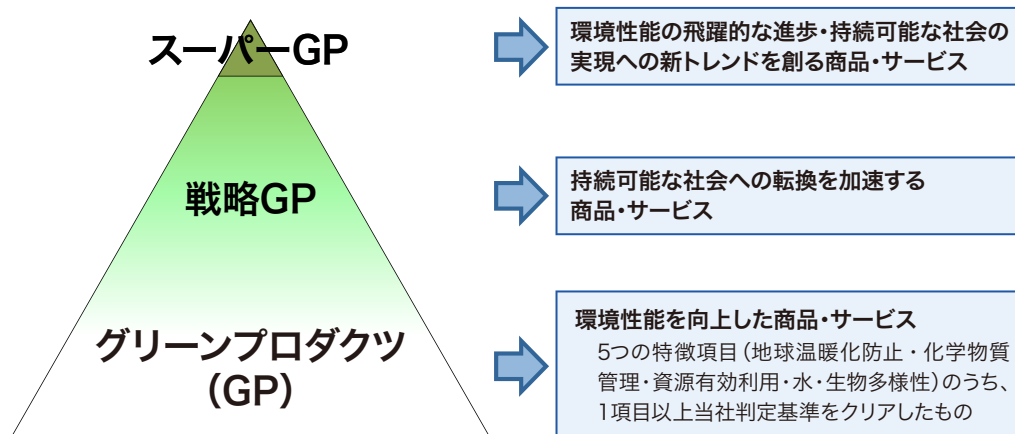 スーパーGP
環境性能の飛躍的な進歩・持続可能な社会の
実現への新トレンドを創る商品・サービス
戦略GP
持続可能な社会への転換を加速する
商品・サービス
グリーンプロダクツ
（GP）
環境性能を向上した商品・サービス
5つの特徴項目（地球温暖化防止・化学物質
管理・資源有効利用・水・生物多様性）のうち、
1項目以上当社判定基準をクリアしたもの